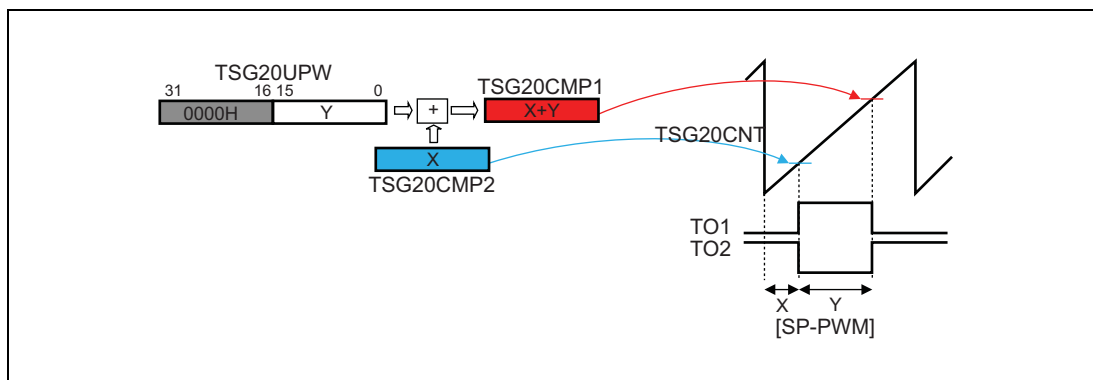 TSG20UPW
31 16 15 0
0000H Y
+
TSG20CMP1
X+Y
X
TSG20CMP2
TSG20CNT
TO1
TO2
X Y
[SP-PWM]